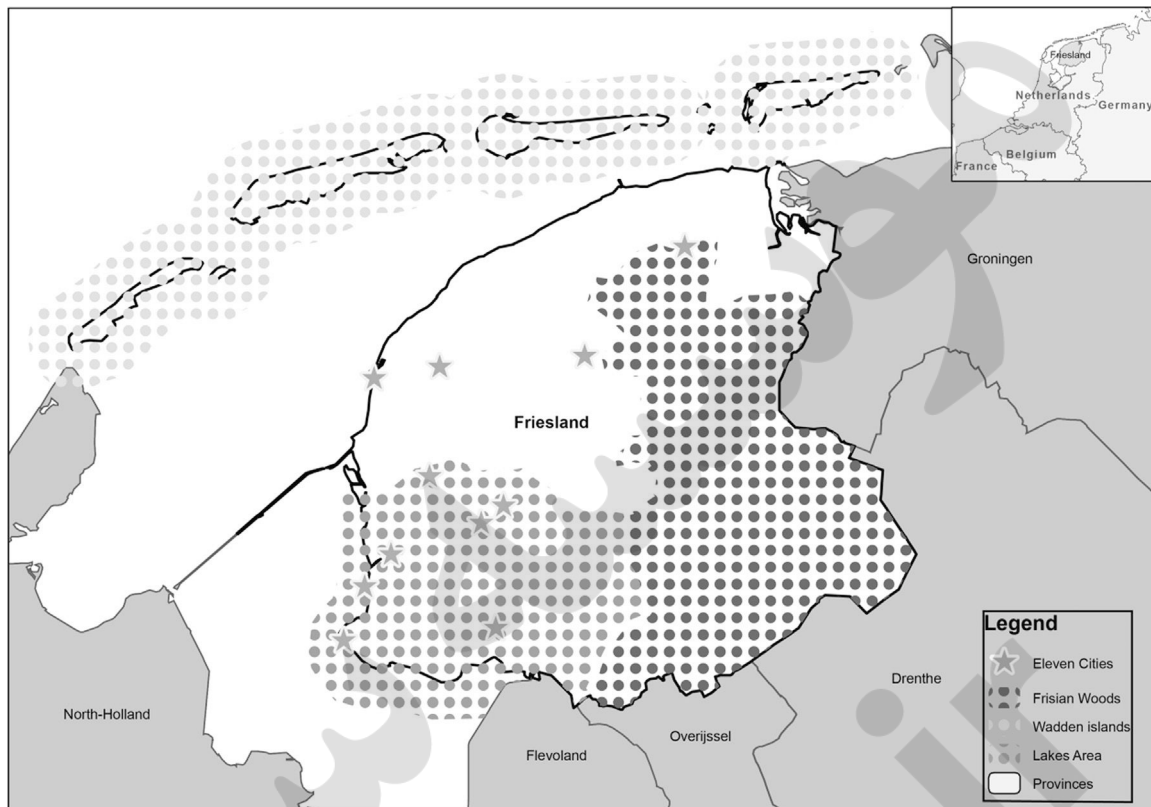 Friesland
Netherlands
Germany
Belgium
France
Groningen
Friesland
Legend
Eleven Cities
Frisian Woods
Wadden islands
Lakes Area
Provinces
Drenthe
North-Holland
Overijssel
Flevoland